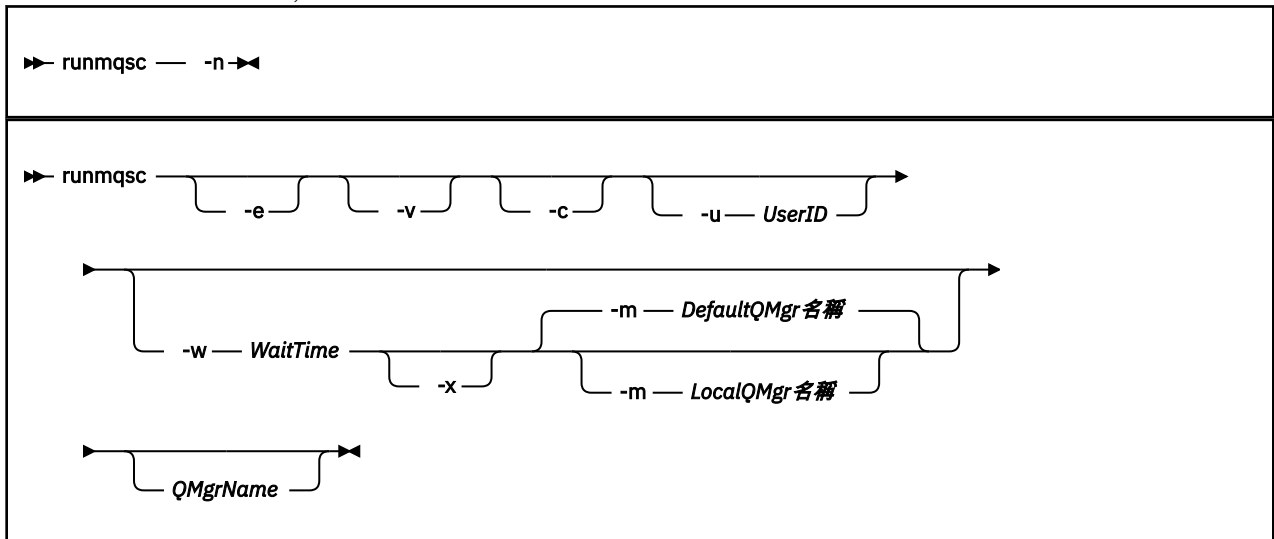 runmqsc -n
runmqsc
-e -v -c -u UserID
-m DefaultQMgr名稱
-w WaitTime
-x -m LocalQMgr名稱
QMgrName